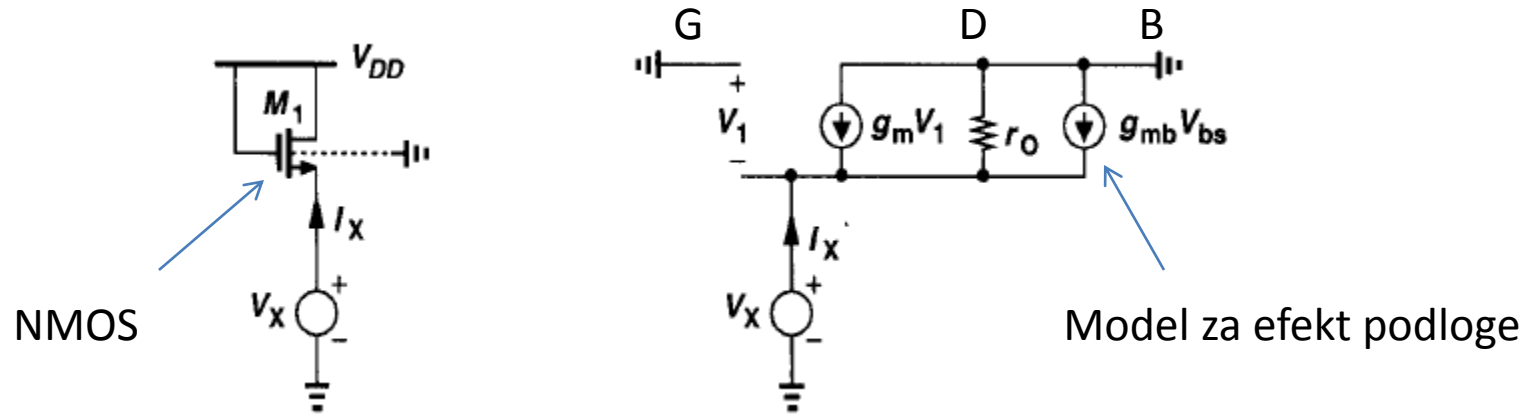 G D B
V_DD
M_1
+
V_1
−
g_m V_1
r_O
g_mb V_bs
I_X
V_X
+
−
I_X
V_X
+
−
NMOS
Model za efekt podloge